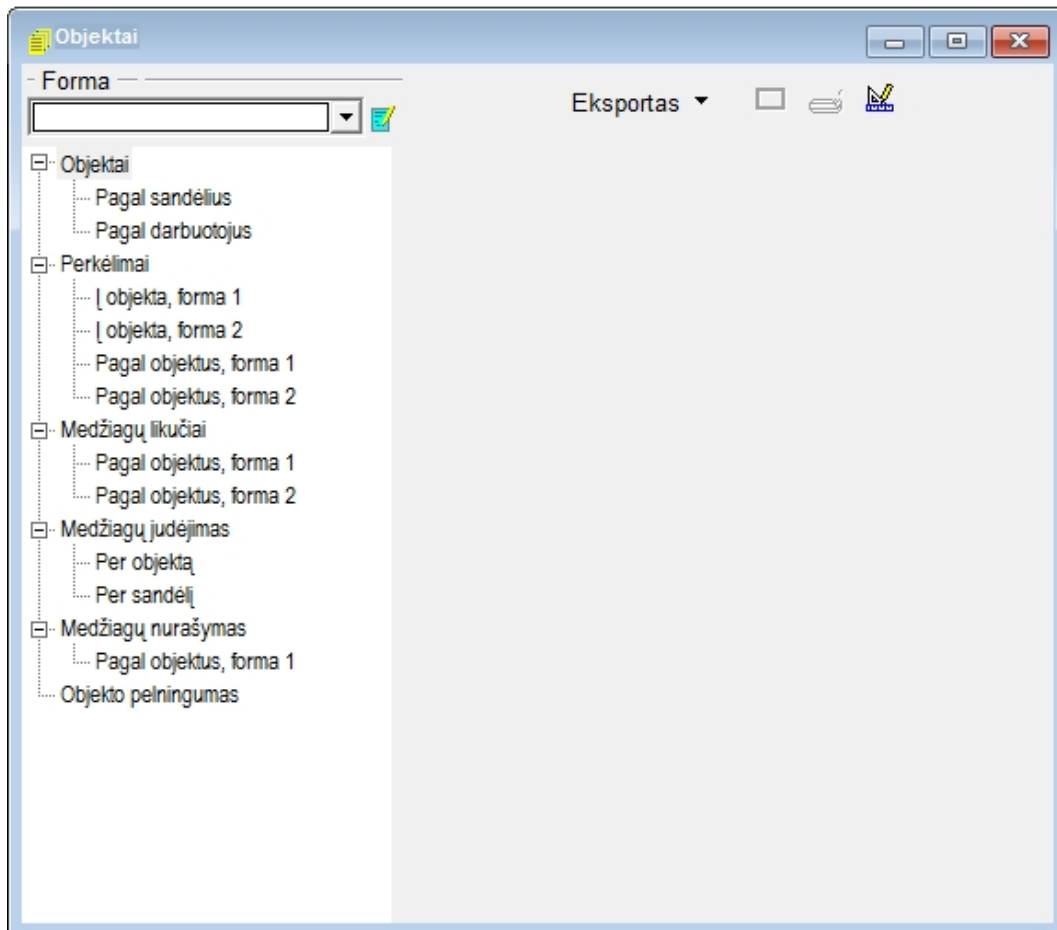 Objektai
Forma
Eksportas
Objektai
Pagal sandėlius
Pagal darbuotojus
Perkėlimai
Į objekta, forma 1
Į objekta, forma 2
Pagal objektus, forma 1
Pagal objektus, forma 2
Medžiagų likučiai
Pagal objektus, forma 1
Pagal objektus, forma 2
Medžiagų judėjimas
Per objektą
Per sandėlį
Medžiagų nurašymas
Pagal objektus, forma 1
Objekto pelningumas